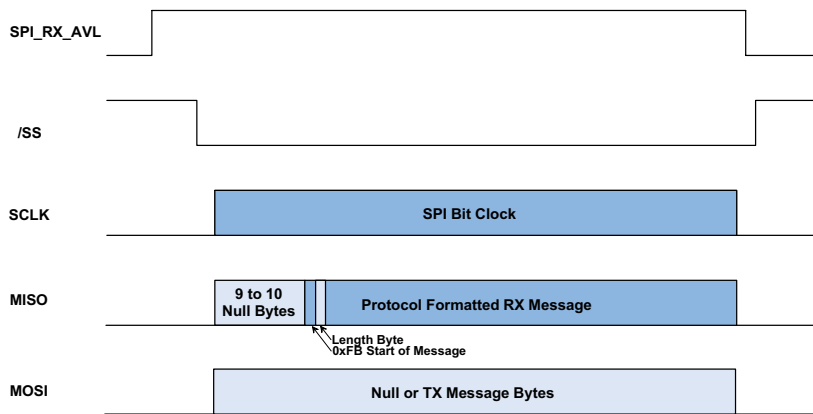 SPI_RX_AVL
/SS
SCLK
SPI Bit Clock
MISO
9 to 10
Null Bytes
Protocol Formatted RX Message
Length Byte
0xFB Start of Message
MOSI
Null or TX Message Bytes